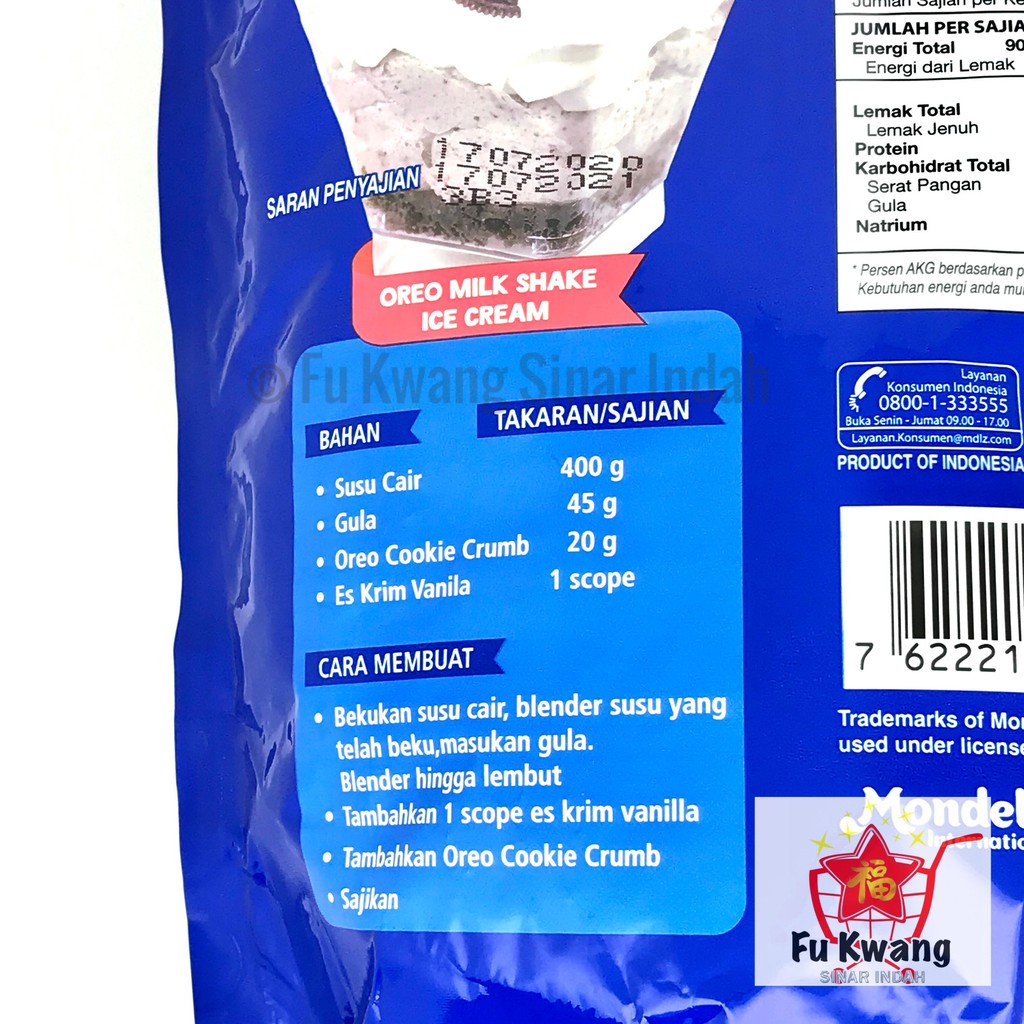 Jumlah Sajian per Ke
JUMLAH PER SAJIA
Energi Total 90
Energi dari Lemak
Lemak Total
Lemak Jenuh
Protein
Karbohidrat Total
Serat Pangan
Gula
Natrium
* Persen AKG berdasarkan p
Kebutuhan energi anda mu
17072020
17072021
SARAN PENYAJIAN
OREO MILK SHAKE
ICE CREAM
© Fu Kwang Sinar Indah
BAHAN TAKARAN/SAJIAN
• Susu Cair 400 g
• Gula 45 g
• Oreo Cookie Crumb 20 g
• Es Krim Vanila 1 scope
CARA MEMBUAT
• Bekukan susu cair, blender susu yang
telah beku,masukan gula.
Blender hingga lembut
• Tambahkan 1 scope es krim vanilla
• Tambahkan Oreo Cookie Crumb
• Sajikan
Layanan
Konsumen Indonesia
0800-1-333555
Buka Senin - Jumat 09.00 - 17.00
Layanan.Konsumen@mdlz.com
PRODUCT OF INDONESIA
7 62221
Trademarks of Mon
used under license
Mondel
Internatio
福
Fu Kwang
SINAR INDAH